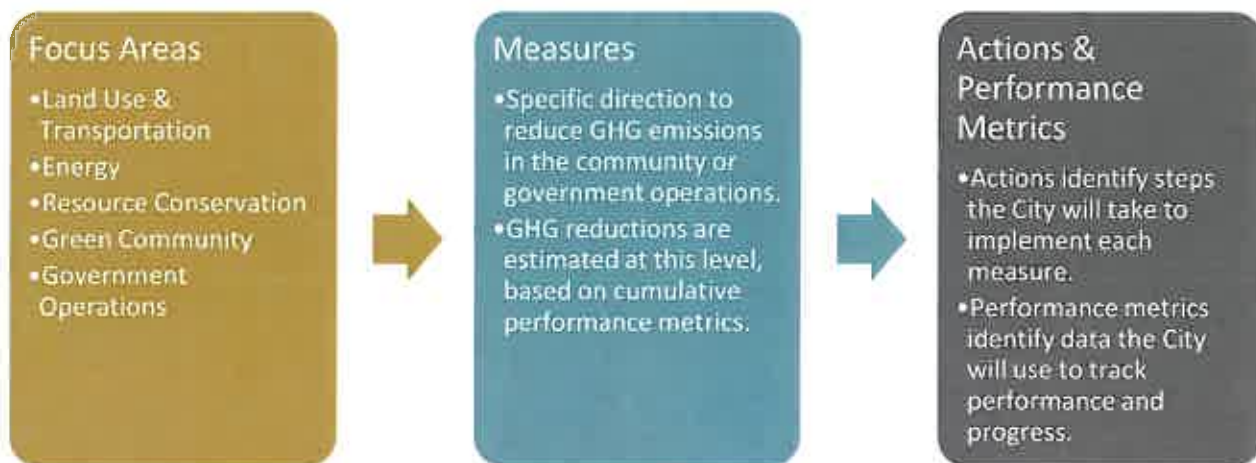 Focus Areas
•Land Use &
Transportation
•Energy
•Resource Conservation
•Green Community
•Government
Operations
Measures
•Specific direction to
reduce GHG emissions
in the community or
government operations.
•GHG reductions are
estimated at this level,
based on cumulative
performance metrics.
Actions &
Performance
Metrics
•Actions identify steps
the City will take to
implement each
measure.
•Performance metrics
identify data the City
will use to track
performance and
progress.